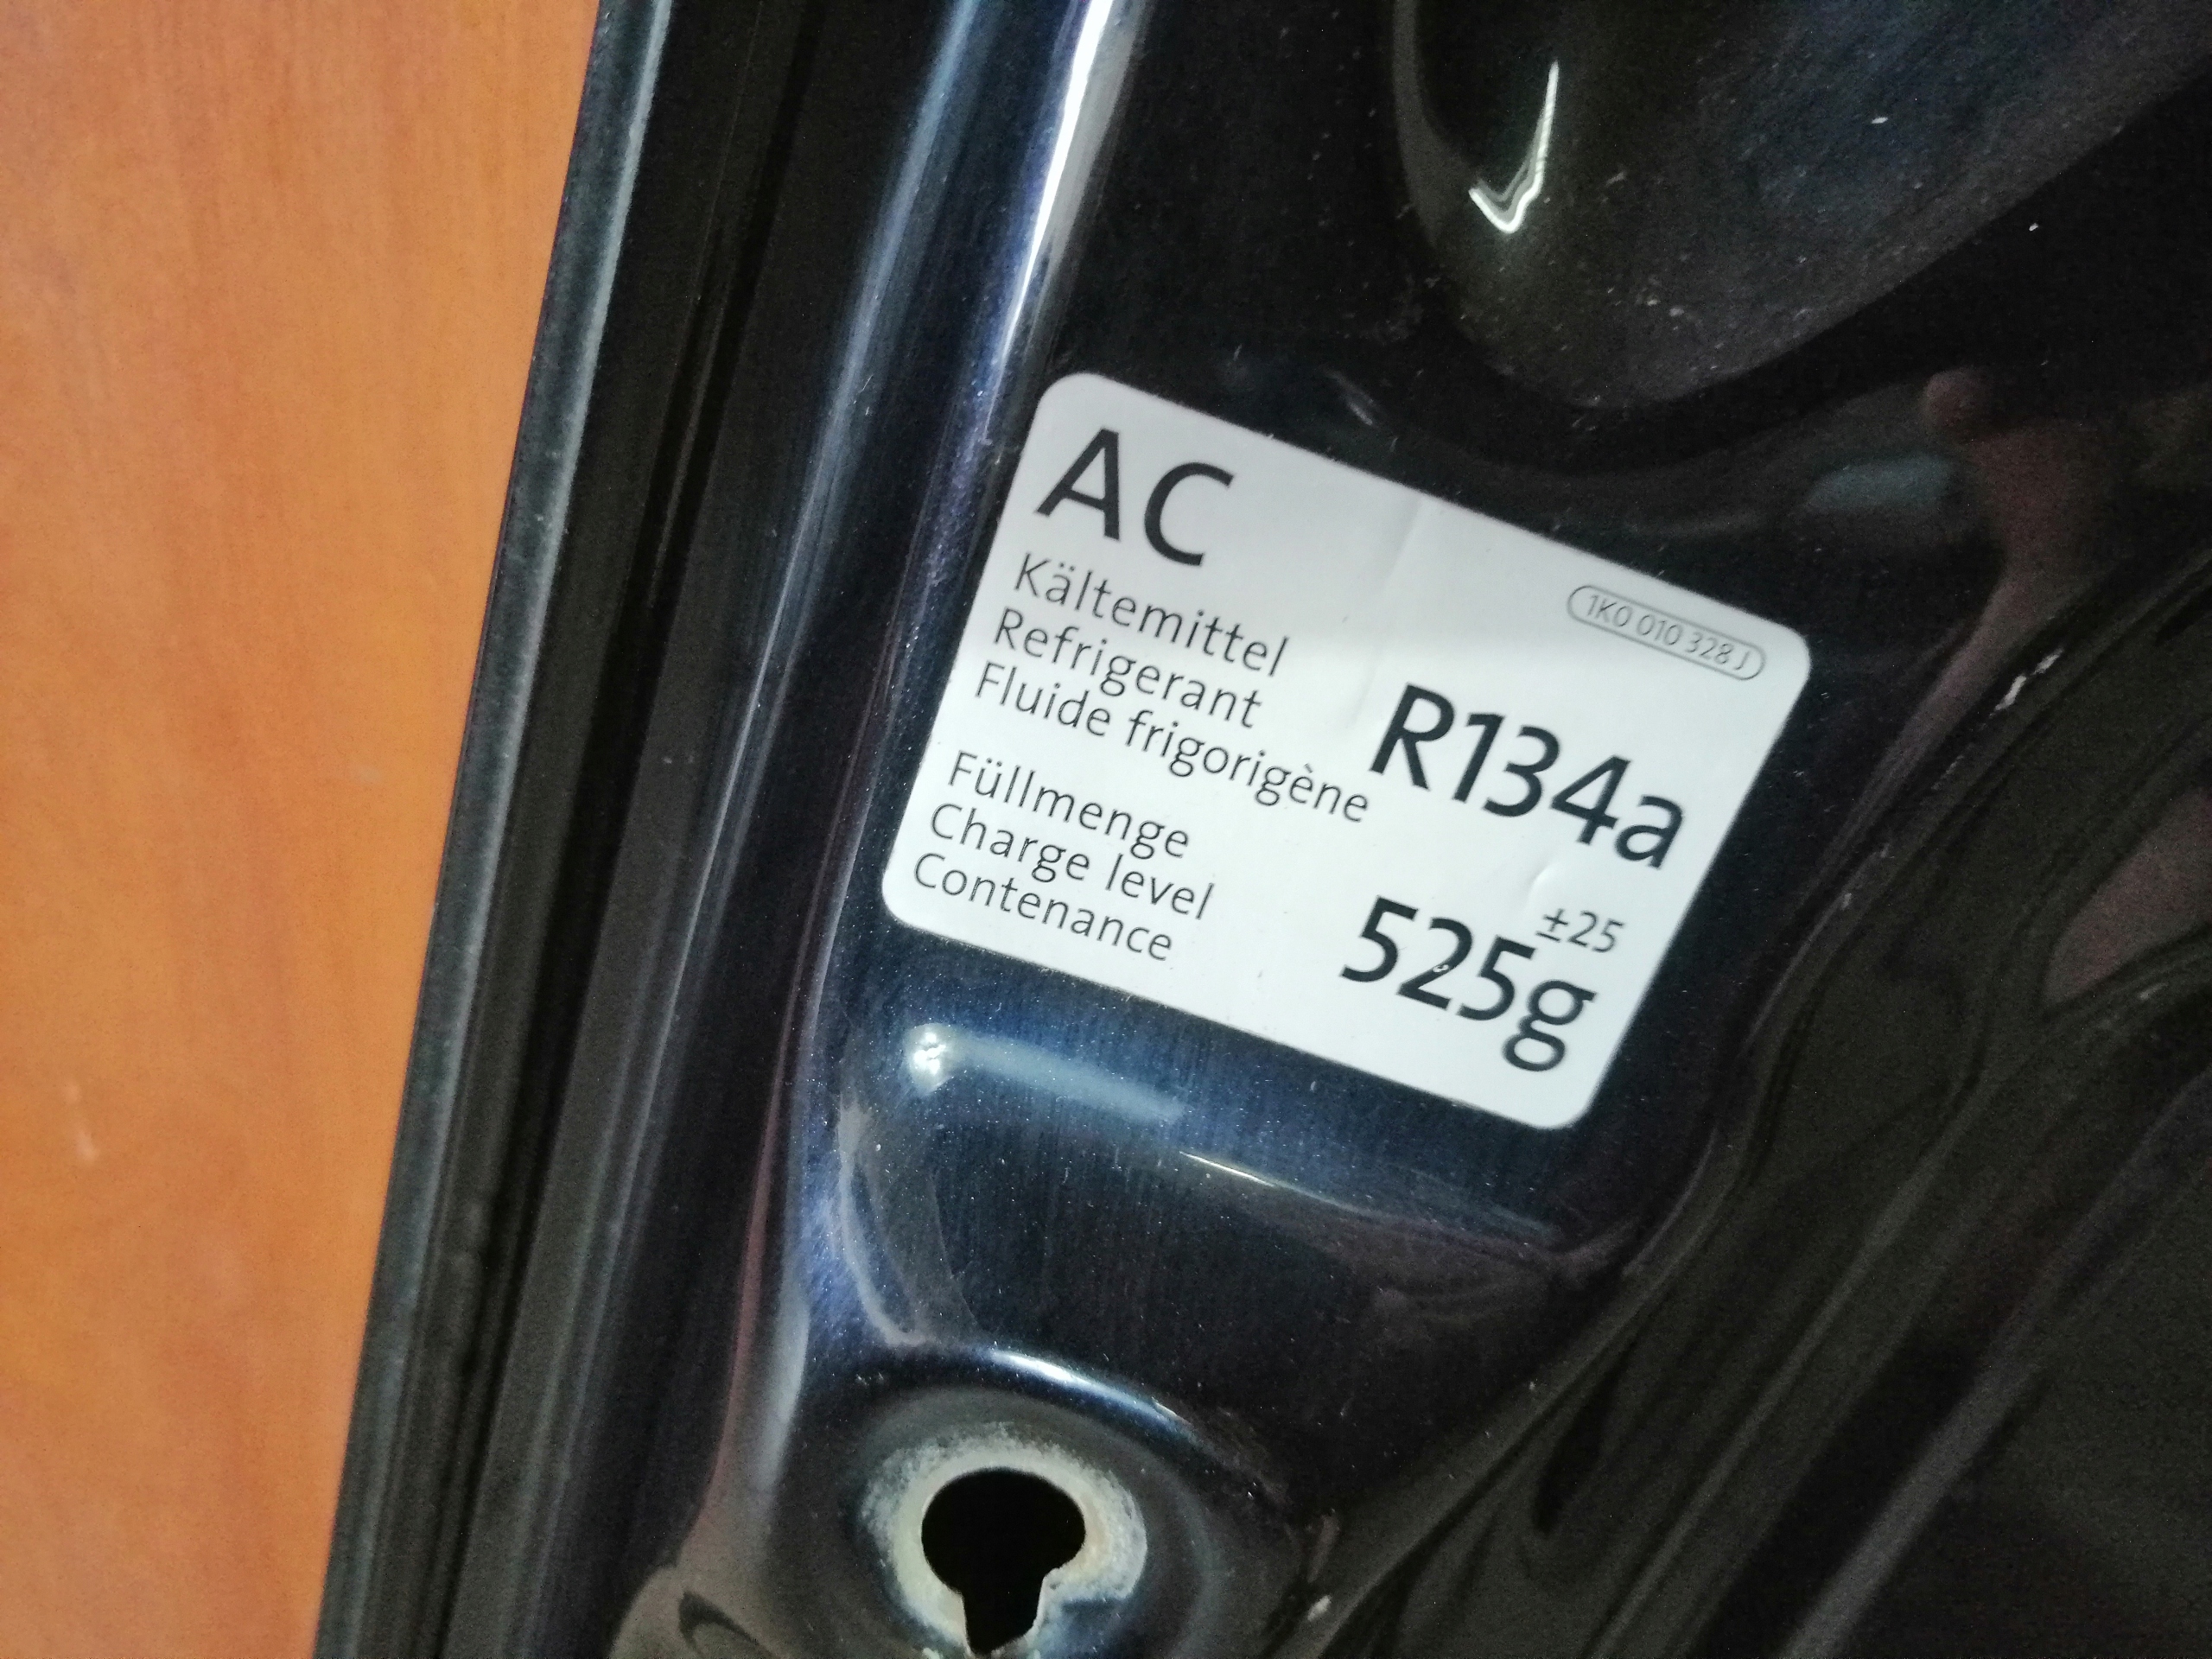 AC
1K0 010 328 J
Kältemittel
Refrigerant
Fluide frigorigène
R134a
Füllmenge
Charge level
Contenance
525g ±25